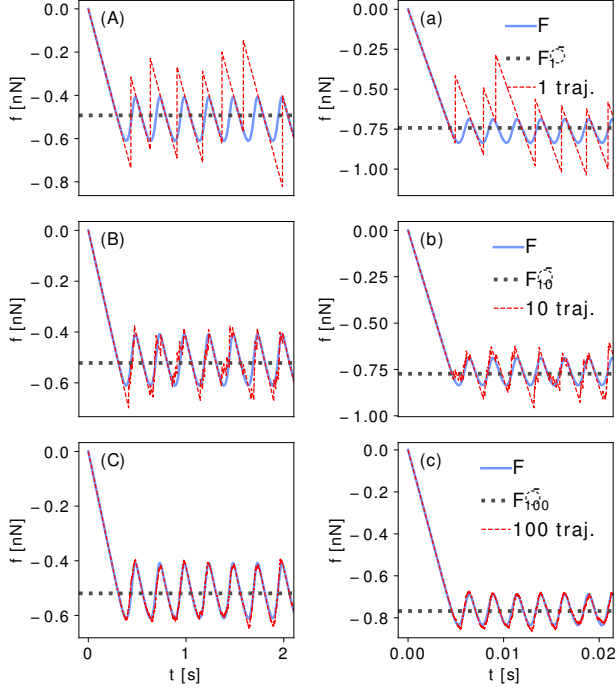 (A)
f [nN]
0.0
−0.2
−0.4
−0.6
−0.8
(a)
f [nN]
0.00
−0.25
−0.50
−0.75
−1.00
F
F1
1 traj.
(B)
f [nN]
0.0
−0.2
−0.4
−0.6
(b)
f [nN]
0.00
−0.25
−0.50
−0.75
−1.00
F
F10
10 traj.
(C)
f [nN]
0.0
−0.2
−0.4
−0.6
0 1 2
t [s]
(c)
f [nN]
0.0
−0.2
−0.4
−0.6
−0.8
F
F100
100 traj.
0.00 0.01 0.02
t [s]